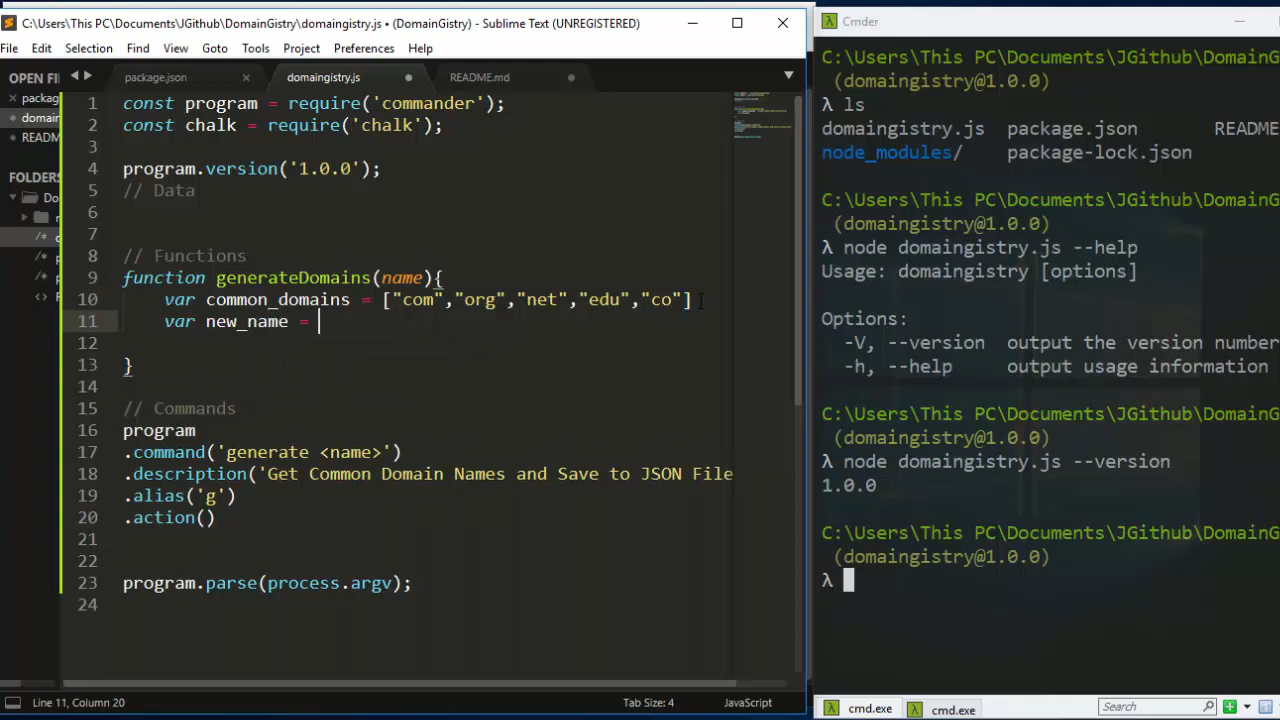 C:\Users\This PC\Documents\JGithub\DomainGistry\domaingistry.js • (DomainGistry) - Sublime Text (UNREGISTERED)
File Edit Selection Find View Goto Tools Project Preferences Help
OPEN FI
package.json
domaingistry.js
README.md
packag
domain
READM
FOLDERS
Do
1 const program = require('commander');
2 const chalk = require('chalk');
3
4 program.version('1.0.0');
5 // Data
6
7
8 // Functions
9 function generateDomains(name){
10 var common_domains = ["com","org","net","edu","co"]
11 var new_name =
12
13 }
14
15 // Commands
16 program
17 .command('generate <name>')
18 .description('Get Common Domain Names and Save to JSON File
19 .alias('g')
20 .action()
21
22
23 program.parse(process.argv);
24
Line 11, Column 20
Tab Size: 4
JavaScript
λ Cmder
C:\Users\This PC\Documents\JGithub\DomainG
(domaingistry@1.0.0)
λ ls
domaingistry.js package.json README
node_modules/ package-lock.json
C:\Users\This PC\Documents\JGithub\DomainG
(domaingistry@1.0.0)
λ node domaingistry.js --help
Usage: domaingistry [options]
Options:
-V, --version output the version number
-h, --help output usage information
C:\Users\This PC\Documents\JGithub\DomainG
(domaingistry@1.0.0)
λ node domaingistry.js --version
1.0.0
C:\Users\This PC\Documents\JGithub\DomainG
(domaingistry@1.0.0)
λ
λ cmd.exe
λ cmd.exe
Search